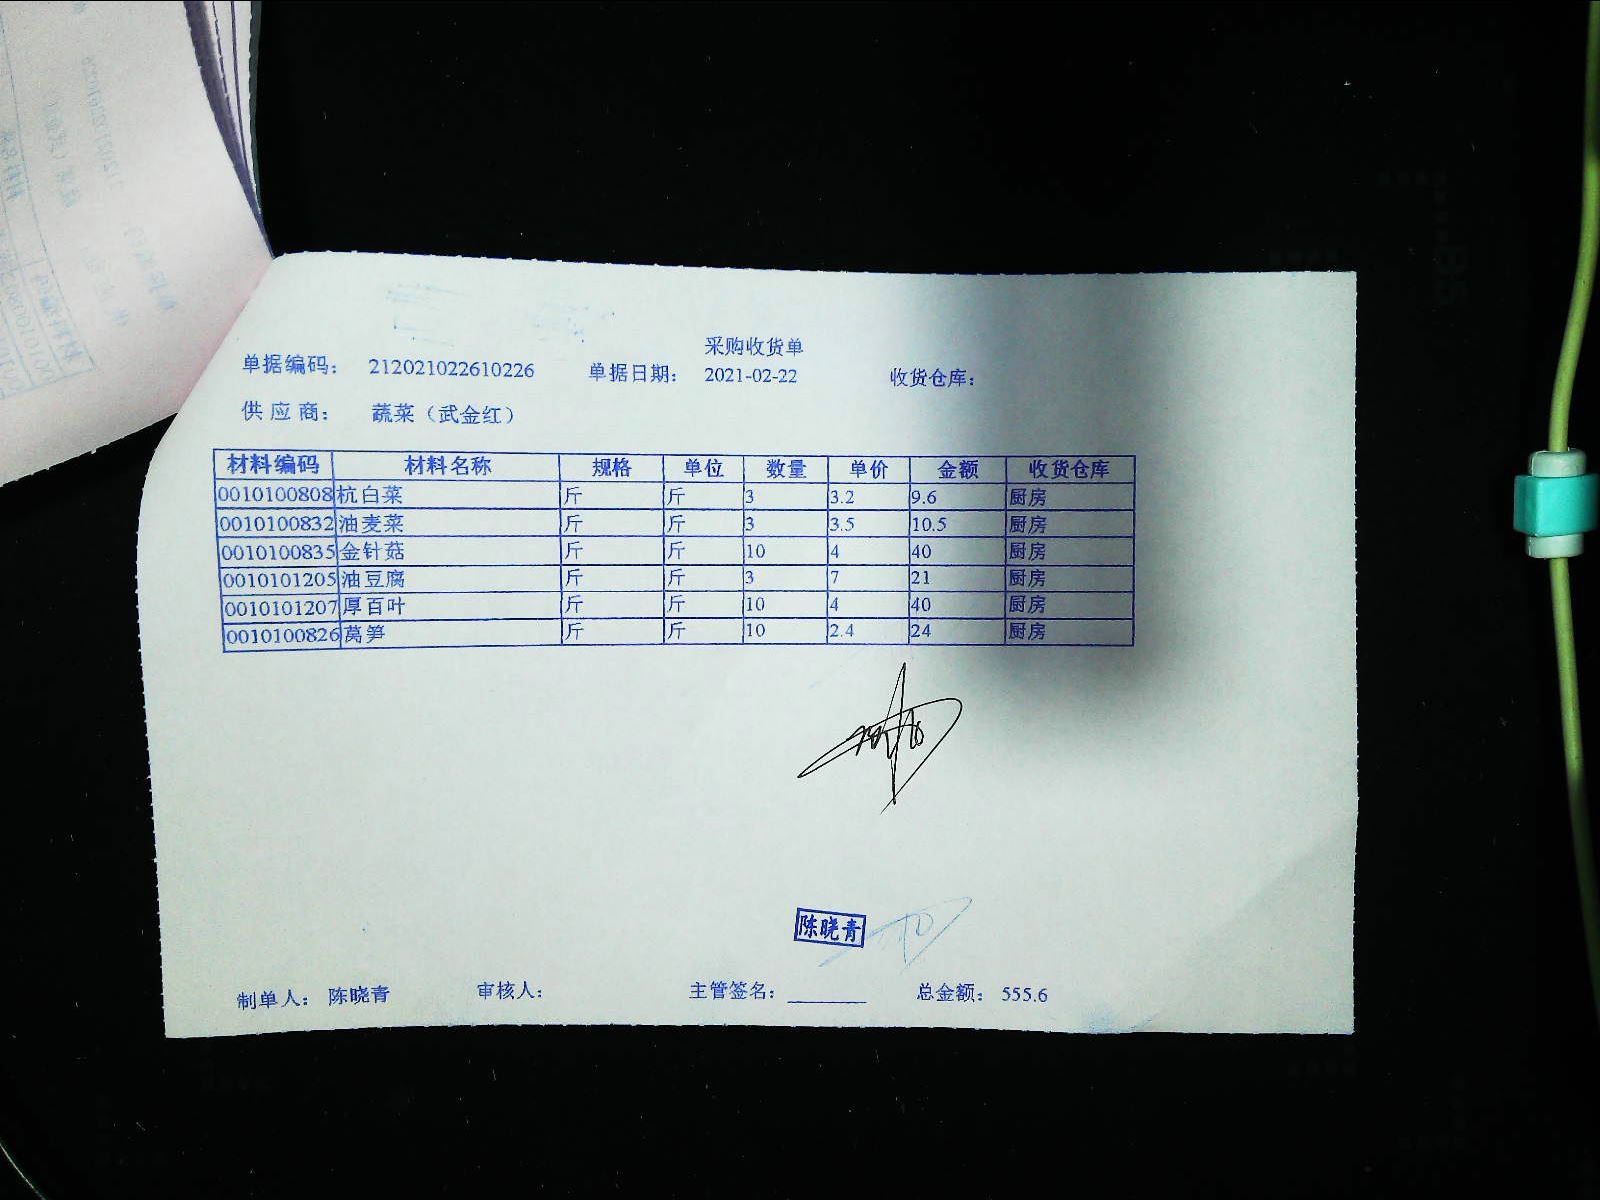 采购收货单
单据编码： 212021022610226 单据日期： 2021-02-22 收货仓库：
供应商： 蔬菜（武金红）
材料编码 材料名称 规格 单位 数量 单价 金额 收货仓库
0010100808 杭白菜 斤 斤 3 3.2 9.6 厨房
0010100832 油麦菜 斤 斤 3 3.5 10.5 厨房
0010100835 金针菇 斤 斤 10 4 40 厨房
0010101205 油豆腐 斤 斤 3 7 21 厨房
0010101207 厚百叶 斤 斤 10 4 40 厨房
0010100826 莴笋 斤 斤 10 2.4 24 厨房
陈晓青
制单人： 陈晓青 审核人： 主管签名： 总金额： 555.6